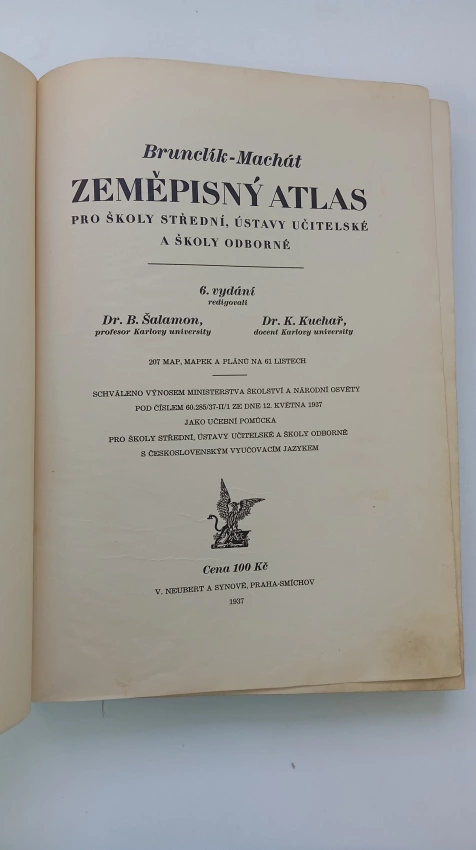 Brunclík-Machát
ZEMĚPISNÝ ATLAS
PRO ŠKOLY STŘEDNÍ, ÚSTAVY UČITELSKÉ
A ŠKOLY ODBORNÉ
6. vydání
redigovali
Dr. B. Šalamon,
profesor Karlovy university
Dr. K. Kuchař,
docent Karlovy university
207 MAP, MAPEK A PLÁNŮ NA 61 LISTECH
SCHVÁLENO VÝNOSEM MINISTERSTVA ŠKOLSTVÍ A NÁRODNÍ OSVĚTY
POD ČÍSLEM 60.285/37-II/1 ZE DNE 12. KVĚTNA 1937
JAKO UČEBNÍ POMŮCKA
PRO ŠKOLY STŘEDNÍ, ÚSTAVY UČITELSKÉ A ŠKOLY ODBORNÉ
S ČESKOSLOVENSKÝM VYUČOVACÍM JAZYKEM
Cena 100 Kč
V. NEUBERT A SYNOVÉ, PRAHA-SMÍCHOV
1937